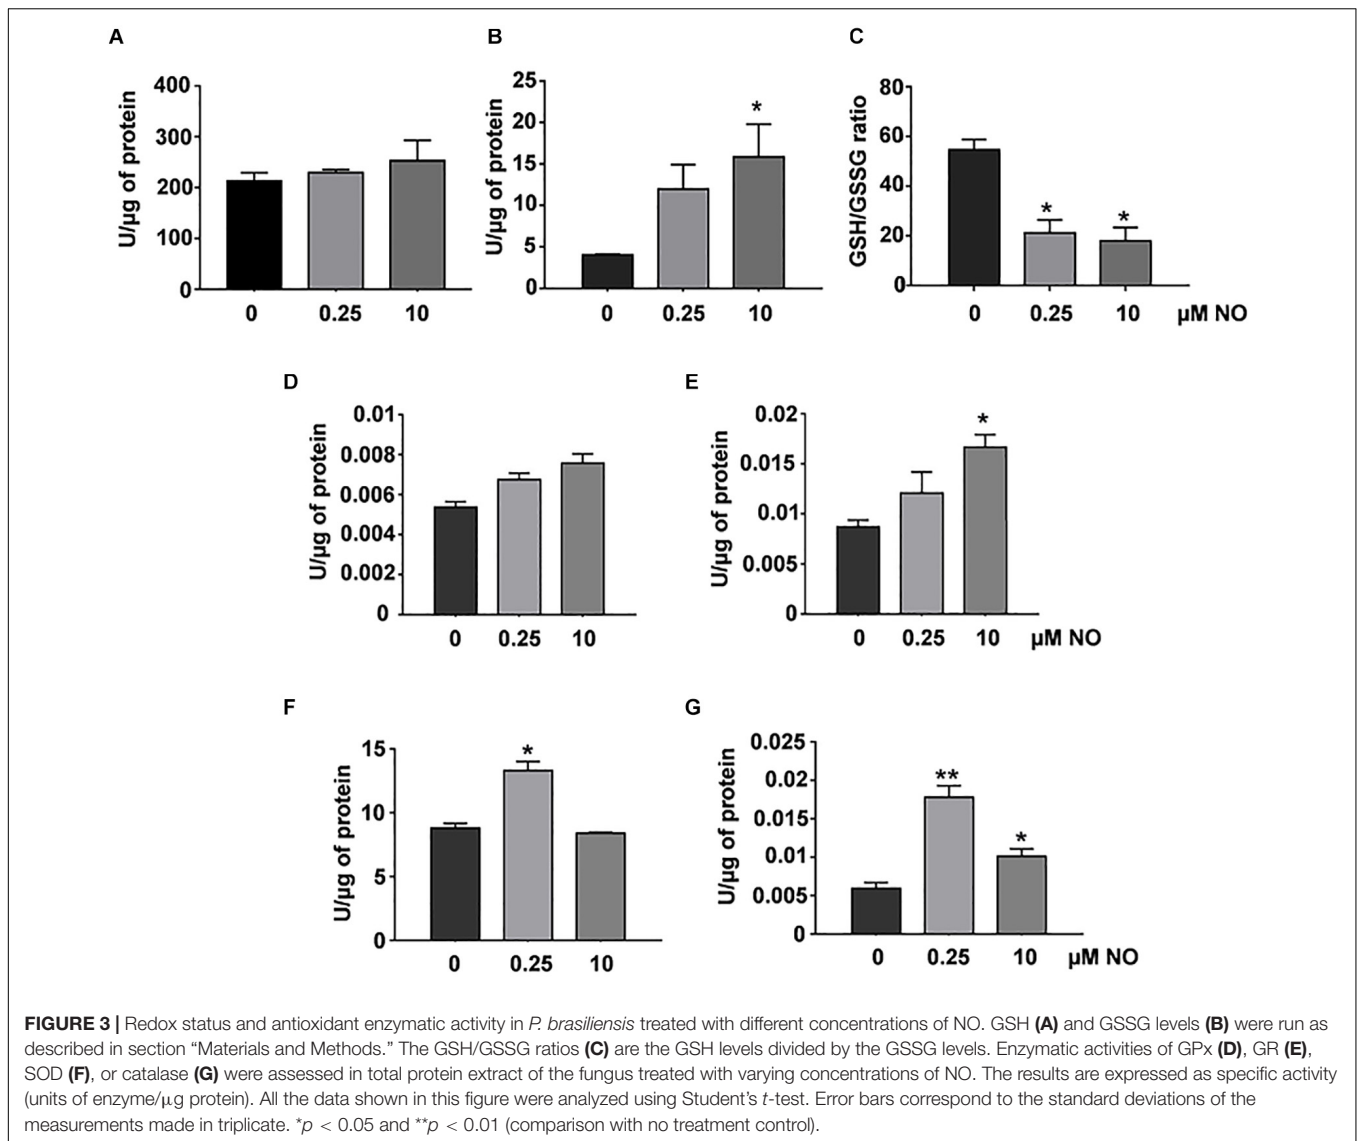 A
B
C
U/µg of protein
400
300
200
100
0
0 0.25 10
U/µg of protein
25
20
15
10
5
0
*
0 0.25 10
GSH/GSSG ratio
80
60
40
20
0
* *
0 0.25 10 µM NO
D
E
U/µg of protein
0.01
0.008
0.006
0.004
0.002
0
0 0.25 10
U/µg of protein
0.02
0.015
0.01
0.005
0
*
0 0.25 10 µM NO
F
G
U/µg of protein
15
10
5
0
*
0 0.25 10
U/µg of protein
0.025
0.02
0.015
0.01
0.005
0
** *
0 0.25 10 µM NO
FIGURE 3 | Redox status and antioxidant enzymatic activity in P. brasiliensis treated with different concentrations of NO. GSH (A) and GSSG levels (B) were run as
described in section “Materials and Methods.” The GSH/GSSG ratios (C) are the GSH levels divided by the GSSG levels. Enzymatic activities of GPx (D), GR (E),
SOD (F), or catalase (G) were assessed in total protein extract of the fungus treated with varying concentrations of NO. The results are expressed as specific activity
(units of enzyme/µg protein). All the data shown in this figure were analyzed using Student’s t-test. Error bars correspond to the standard deviations of the
measurements made in triplicate. *p < 0.05 and **p < 0.01 (comparison with no treatment control).